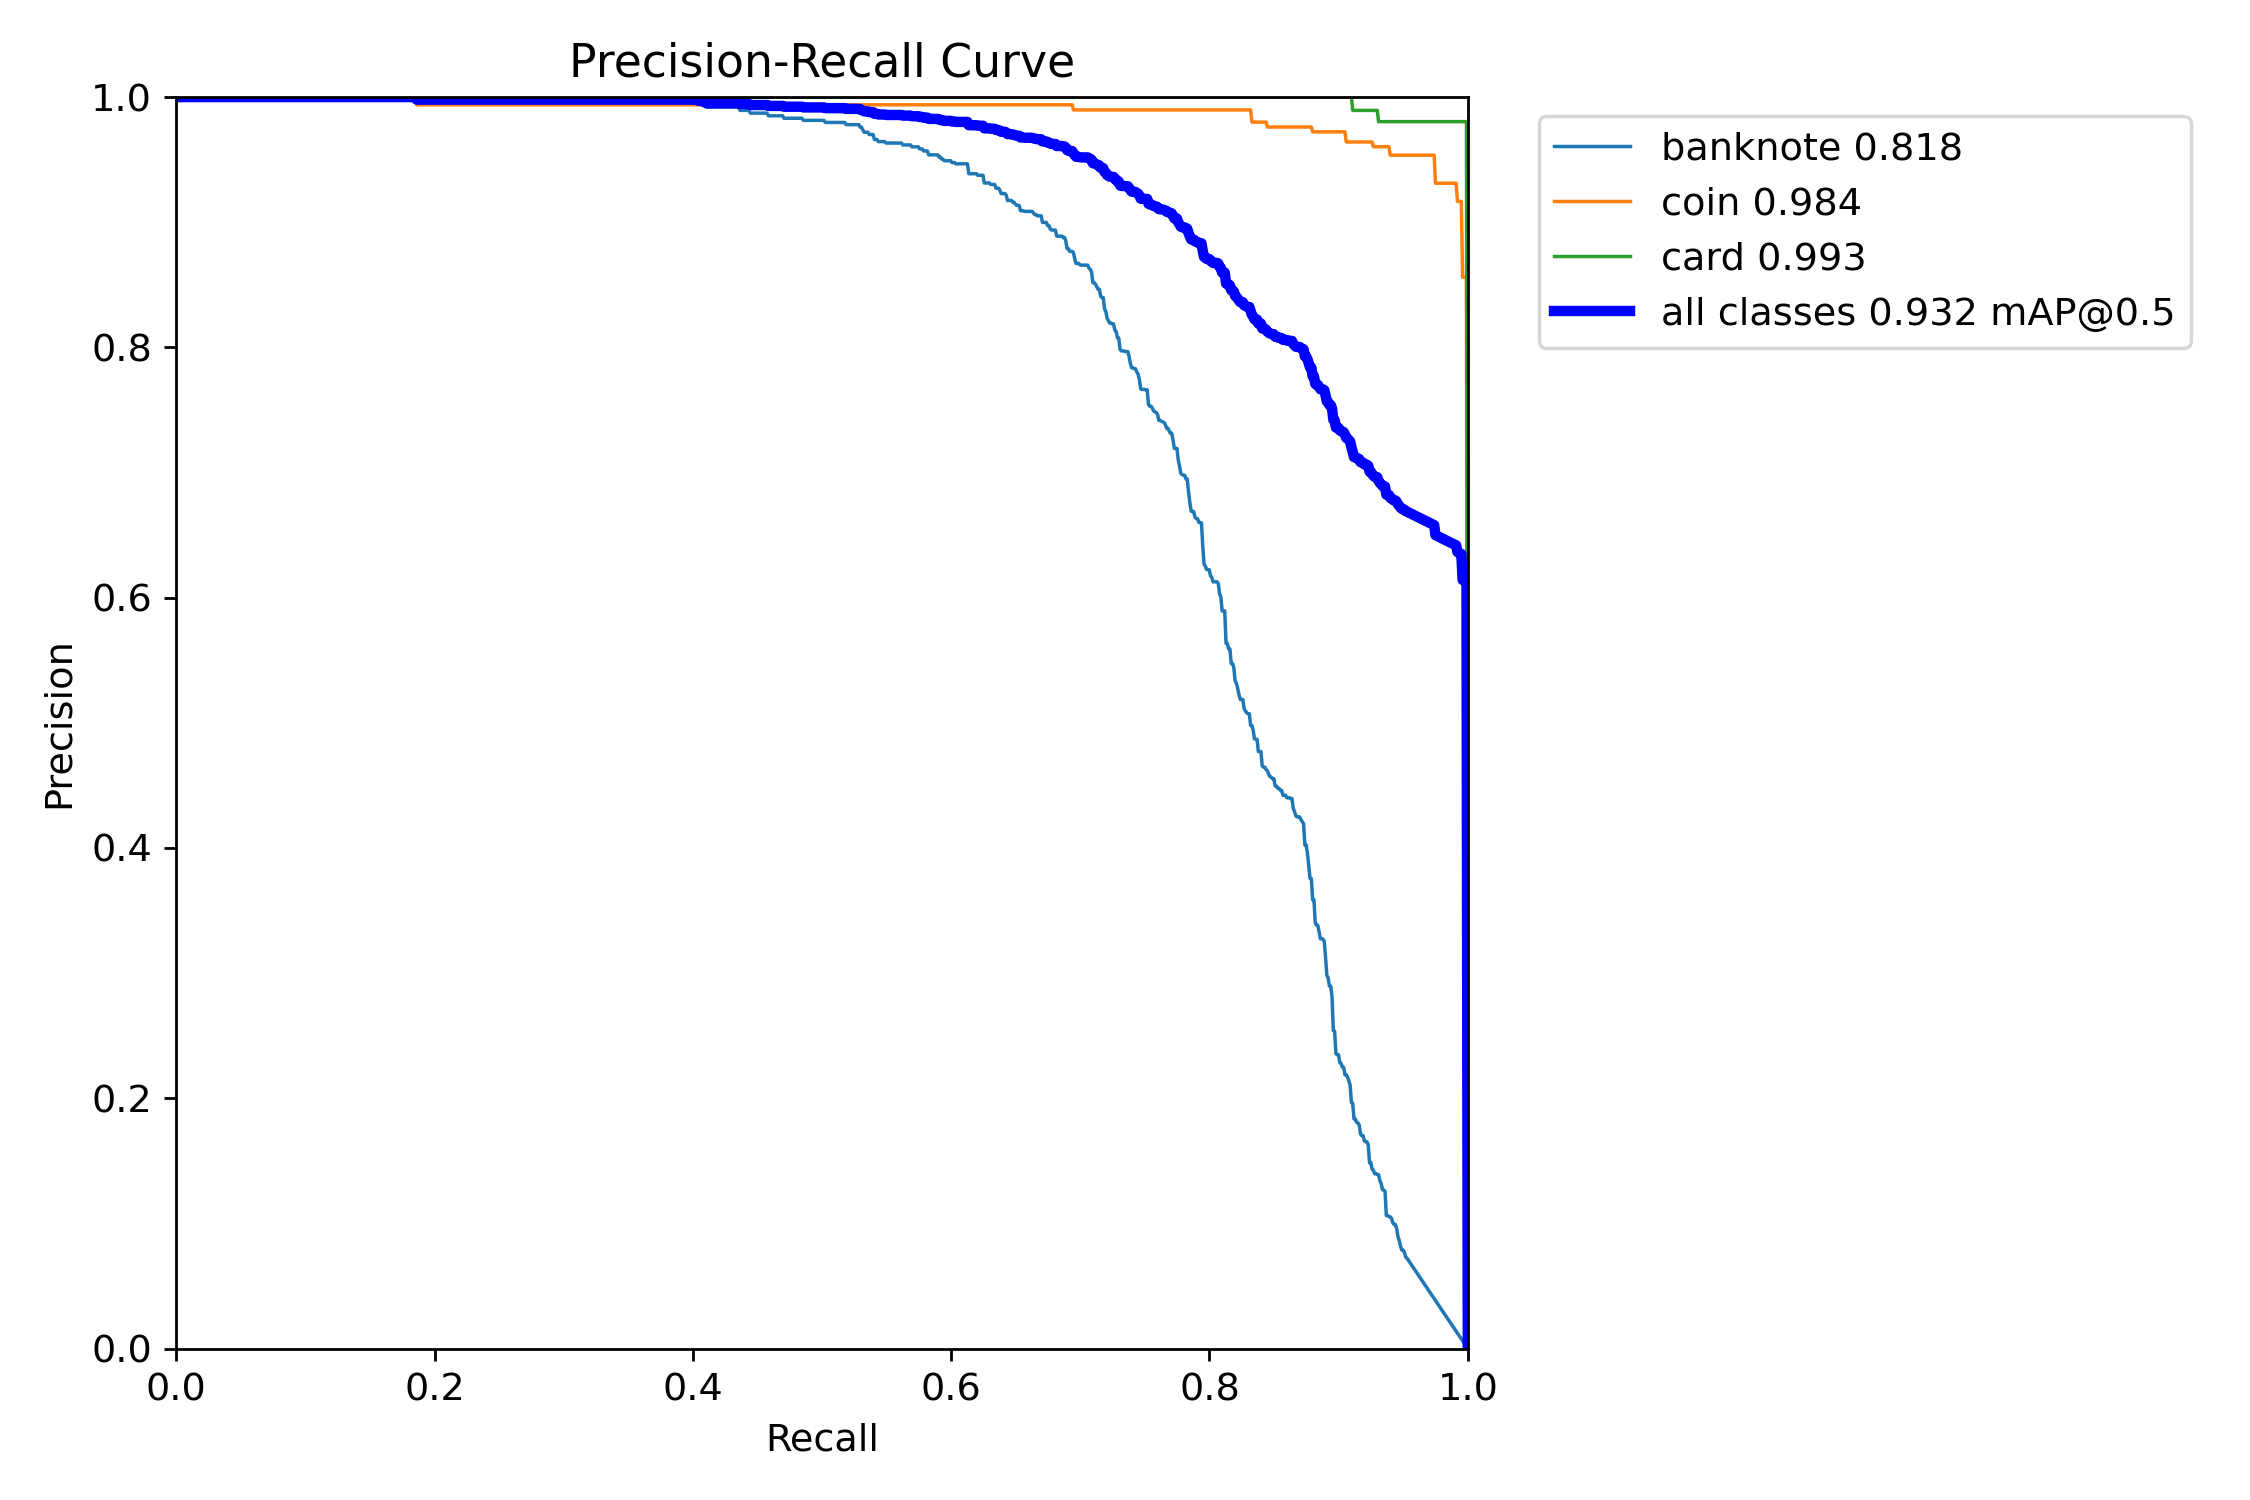 Precision-Recall Curve
1.0
0.8
0.6
0.4
0.2
0.0
Precision
0.0 0.2 0.4 0.6 0.8 1.0
Recall
banknote 0.818
coin 0.984
card 0.993
all classes 0.932 mAP@0.5